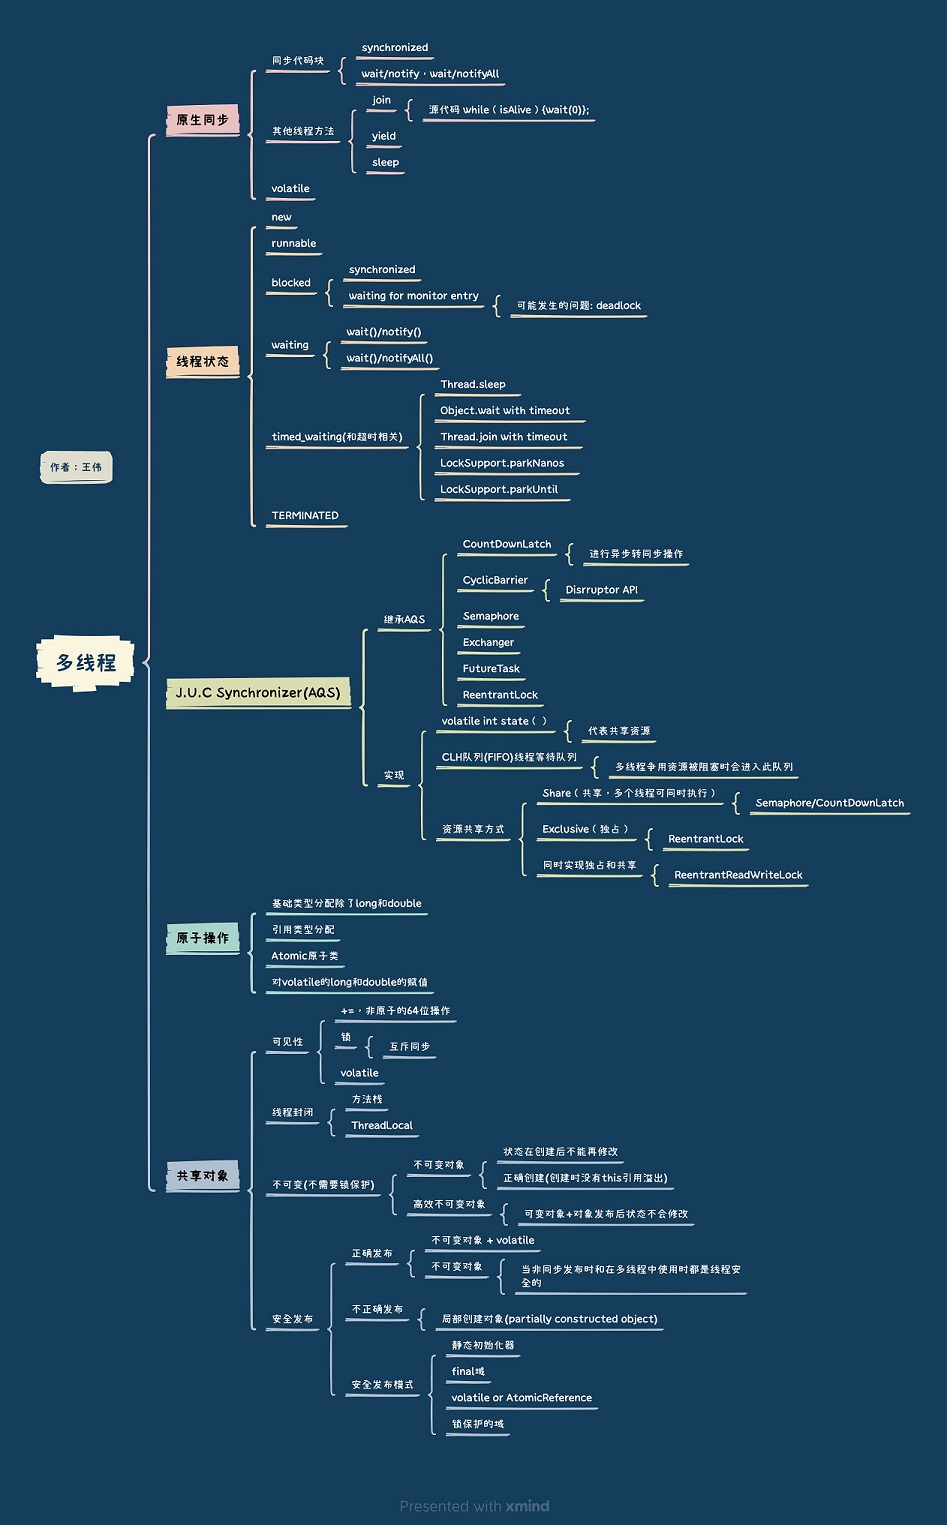 作者：王伟
多线程
原生同步
同步代码块
synchronized
wait/notify，wait/notifyAll
其他线程方法
join
源代码 while（isAlive）{wait(0)};
yield
sleep
volatile
线程状态
new
runnable
blocked
synchronized
waiting for monitor entry
可能发生的问题: deadlock
waiting
wait()/notify()
wait()/notifyAll()
timed_waiting(和超时相关)
Thread.sleep
Object.wait with timeout
Thread.join with timeout
LockSupport.parkNanos
LockSupport.parkUntil
TERMINATED
J.U.C Synchronizer(AQS)
继承AQS
CountDownLatch
进行异步转同步操作
CyclicBarrier
Disrruptor API
Semaphore
Exchanger
FutureTask
ReentrantLock
实现
volatile int state（ ）
代表共享资源
CLH队列(FIFO)线程等待队列
多线程争用资源被阻塞时会进入此队列
资源共享方式
Share（共享，多个线程可同时执行）
Semaphore/CountDownLatch
Exclusive（独占）
ReentrantLock
同时实现独占和共享
ReentrantReadWriteLock
原子操作
基础类型分配除了long和double
引用类型分配
Atomic原子类
对volatile的long和double的赋值
共享对象
可见性
+=，非原子的64位操作
锁
互斥同步
volatile
线程封闭
方法栈
ThreadLocal
不可变(不需要锁保护)
不可变对象
状态在创建后不能再修改
正确创建(创建时没有this引用溢出)
高效不可变对象
可变对象+对象发布后状态不会修改
安全发布
正确发布
不可变对象 + volatile
不可变对象
当非同步发布时和在多线程中使用时都是线程安
全的
不正确发布
局部创建对象(partially constructed object)
安全发布模式
静态初始化器
final域
volatile or AtomicReference
锁保护的域
Presented with xmind